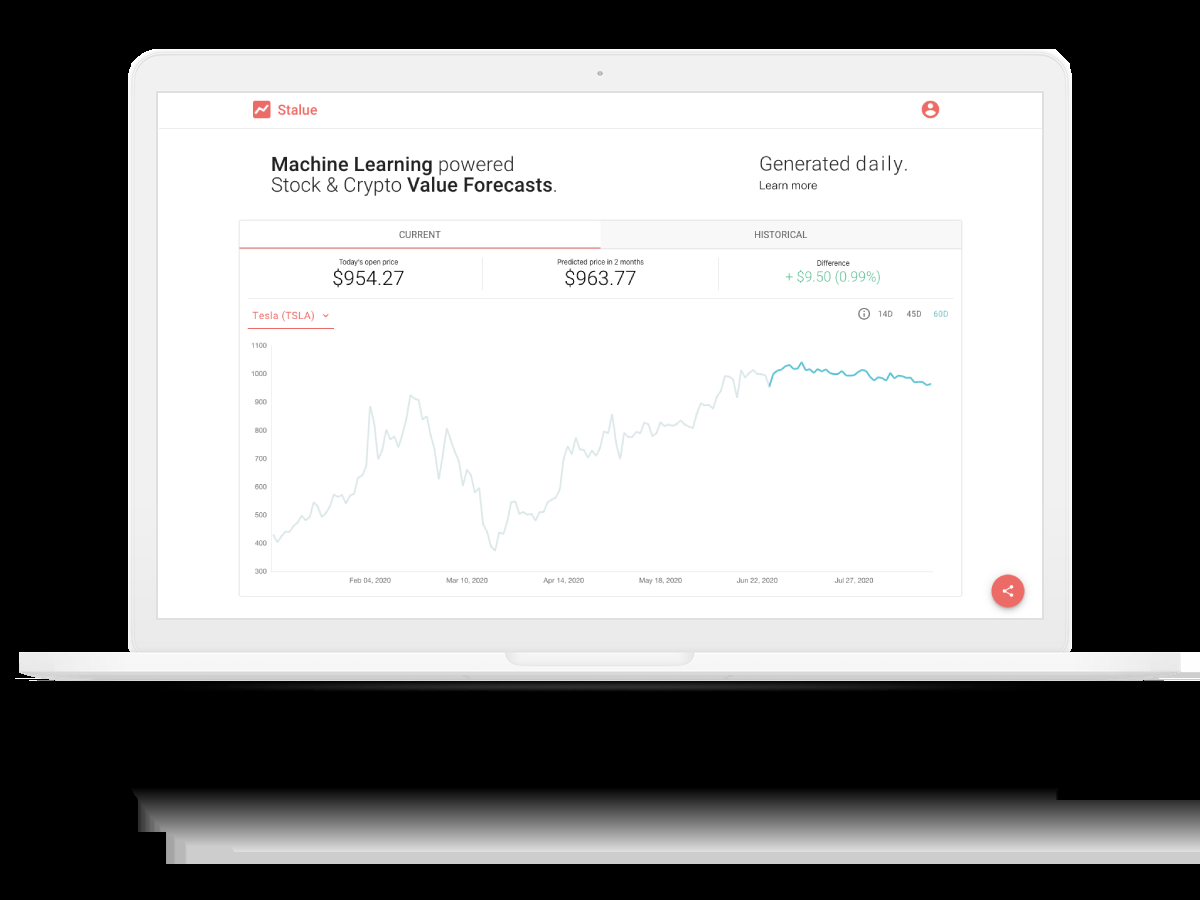 Stalue
Machine Learning powered
Stock & Crypto Value Forecasts.
Generated daily.
Learn more
CURRENT
HISTORICAL
Today's open price
$954.27
Predicted price in 2 months
$963.77
Difference
+ $9.50 (0.99%)
Tesla (TSLA)
14D 45D 60D
1100
1000
900
800
700
600
500
400
300
Feb 04, 2020 Mar 10, 2020 Apr 14, 2020 May 18, 2020 Jun 22, 2020 Jul 27, 2020